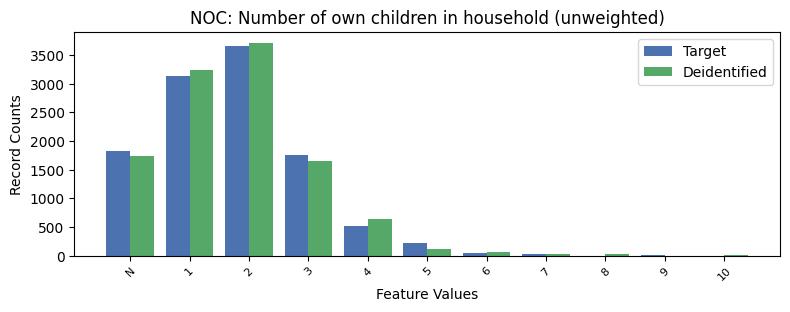 NOC: Number of own children in household (unweighted)
Target
Deidentified
Record Counts
3500
3000
2500
2000
1500
1000
500
0
N 1 2 3 4 5 6 7 8 9 10
Feature Values